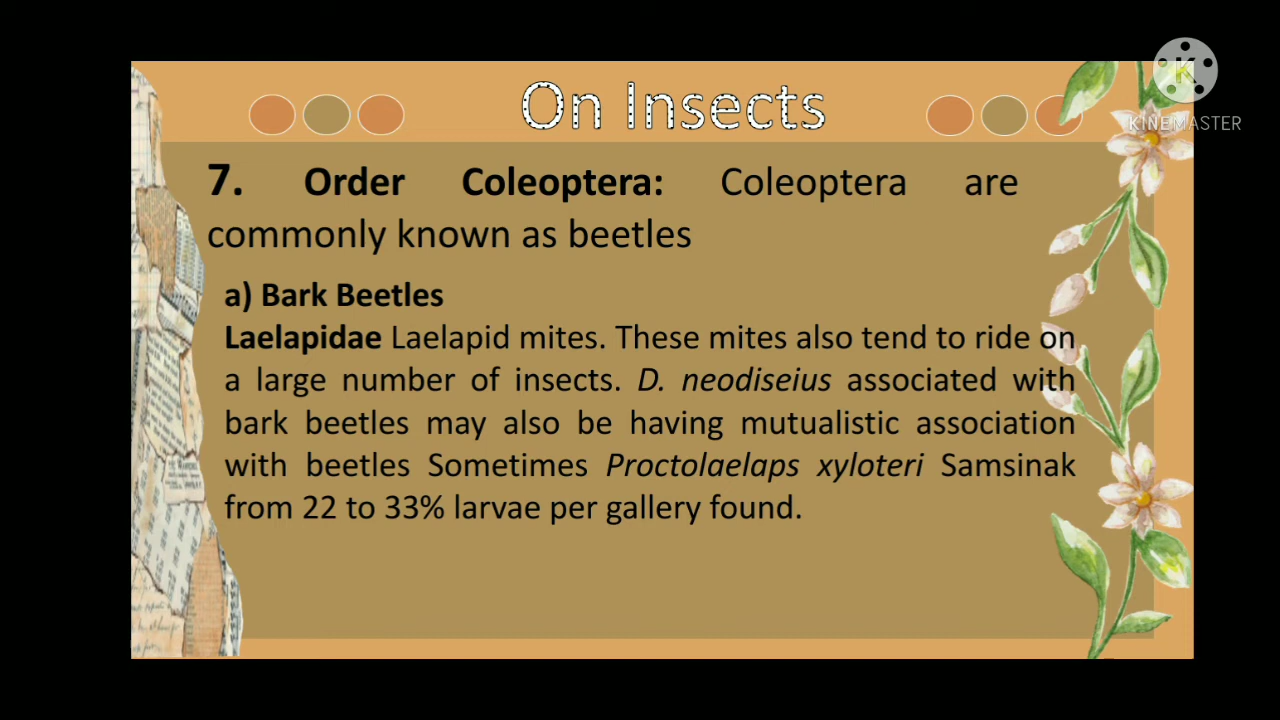 On Insects
KINEMASTER
7. Order Coleoptera: Coleoptera are
commonly known as beetles
a) Bark Beetles
Laelapidae Laelapid mites. These mites also tend to ride on
a large number of insects. D. neodiseius associated with
bark beetles may also be having mutualistic association
with beetles Sometimes Proctolaelaps xyloteri Samsinak
from 22 to 33% larvae per gallery found.